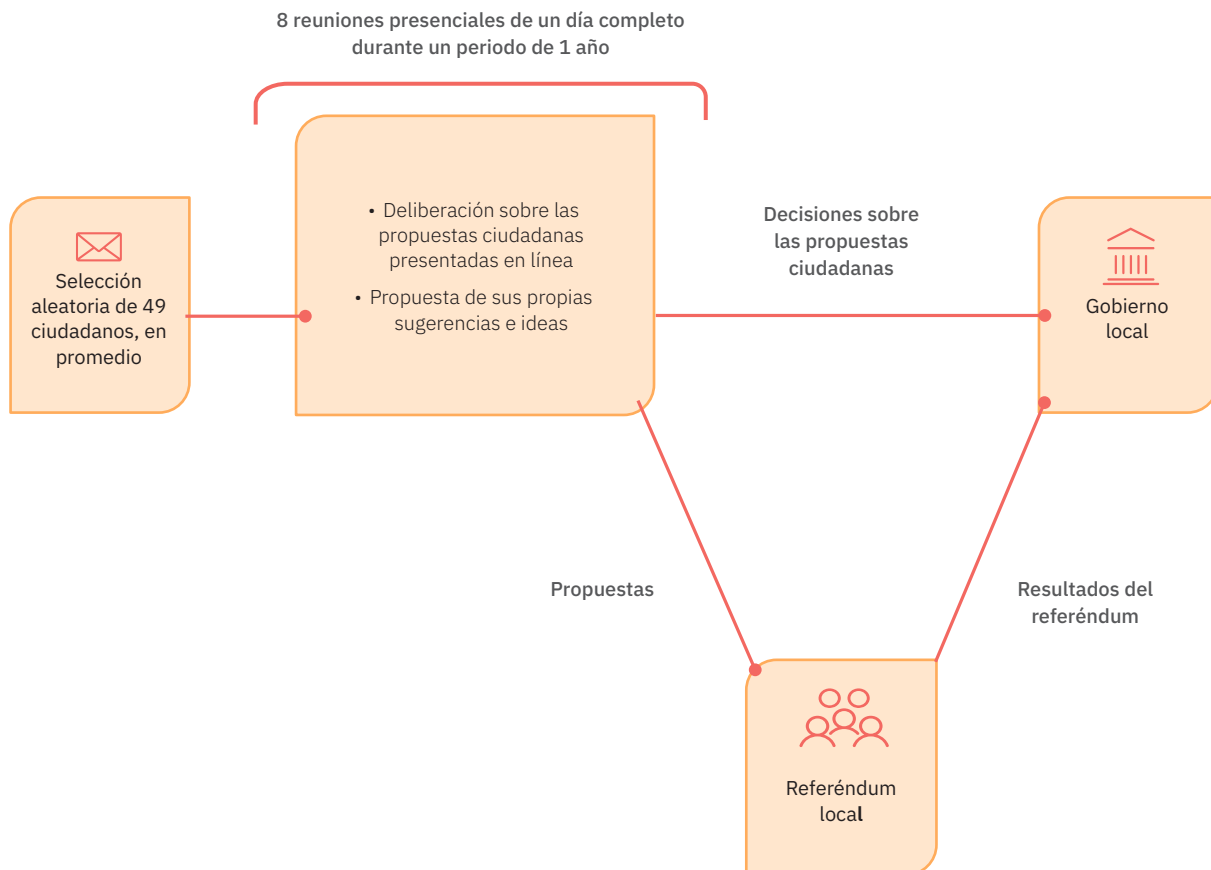 8 reuniones presenciales de un día completo
durante un periodo de 1 año
• Deliberación sobre las
propuestas ciudadanas
presentadas en línea
• Propuesta de sus propias
sugerencias e ideas
Selección
aleatoria de 49
ciudadanos, en
promedio
Decisiones sobre
las propuestas
ciudadanas
Gobierno
local
Propuestas
Resultados del
referéndum
Referéndum
local